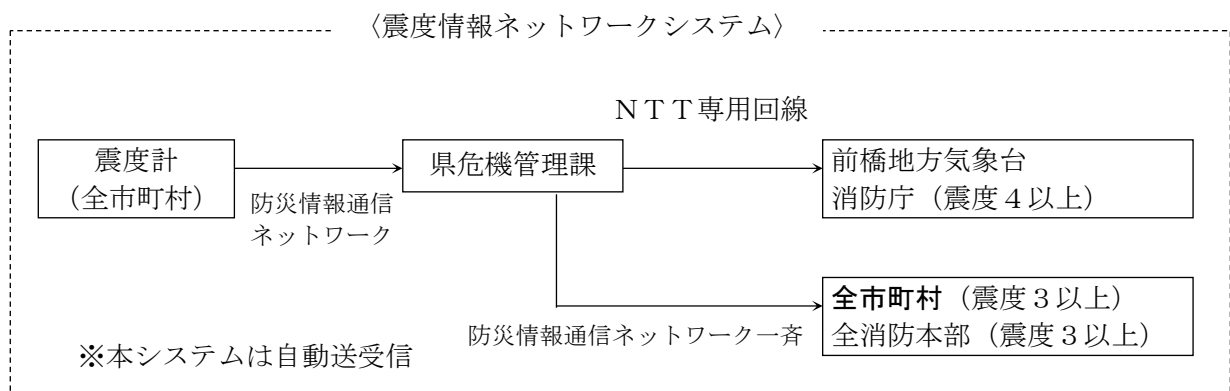 〈震度情報ネットワークシステム〉
ＮＴＴ専用回線
震度計
（全市町村）
防災情報通信
ネットワーク
県危機管理課
前橋地方気象台
消防庁（震度４以上）
全市町村（震度３以上）
全消防本部（震度３以上）
防災情報通信ネットワーク一斉
※本システムは自動送受信